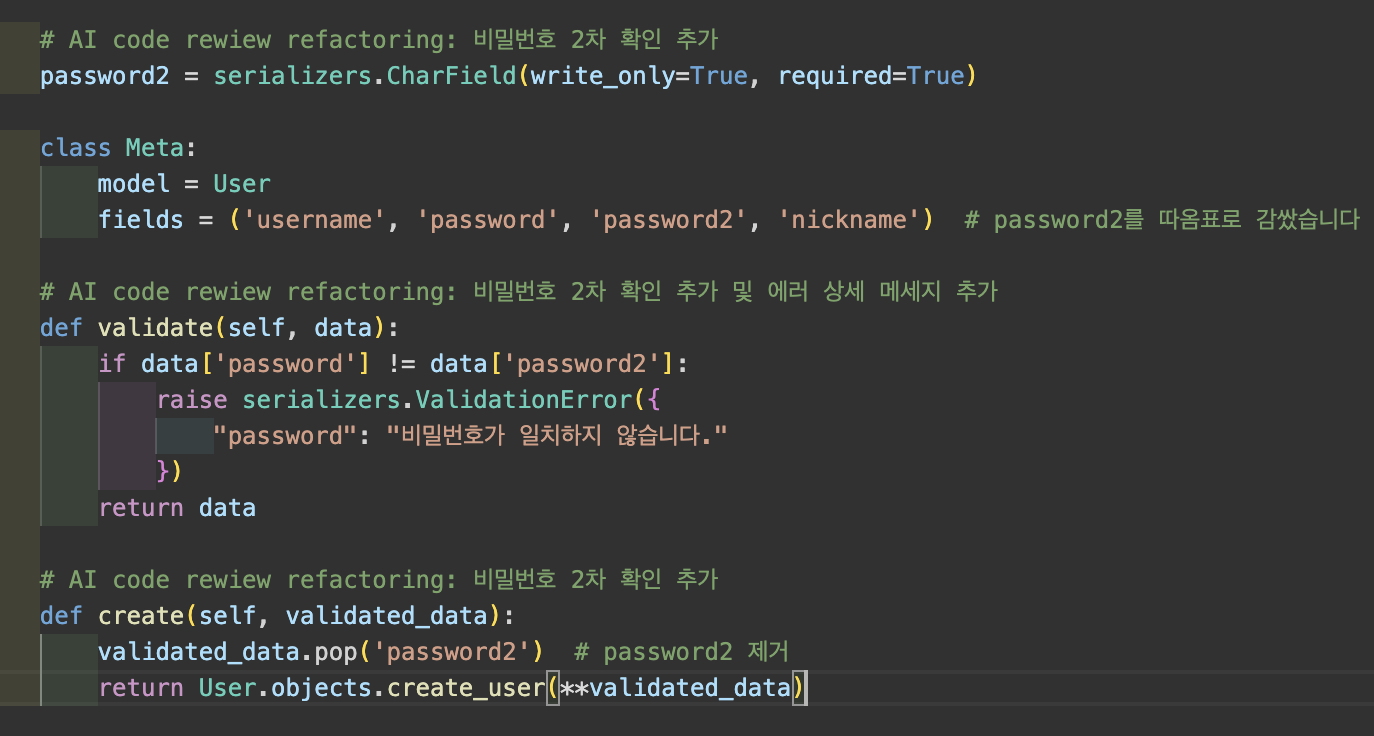 # AI code rewiew refactoring: 비밀번호 2차 확인 추가
password2 = serializers.CharField(write_only=True, required=True)
class Meta:
model = User
fields = ('username', 'password', 'password2', 'nickname')  # password2를 따옴표로 감쌌습니다
# AI code rewiew refactoring: 비밀번호 2차 확인 추가 및 에러 상세 메세지 추가
def validate(self, data):
if data['password'] != data['password2']:
raise serializers.ValidationError({
"password": "비밀번호가 일치하지 않습니다."
})
return data
# AI code rewiew refactoring: 비밀번호 2차 확인 추가
def create(self, validated_data):
validated_data.pop('password2')  # password2 제거
return User.objects.create_user(**validated_data)